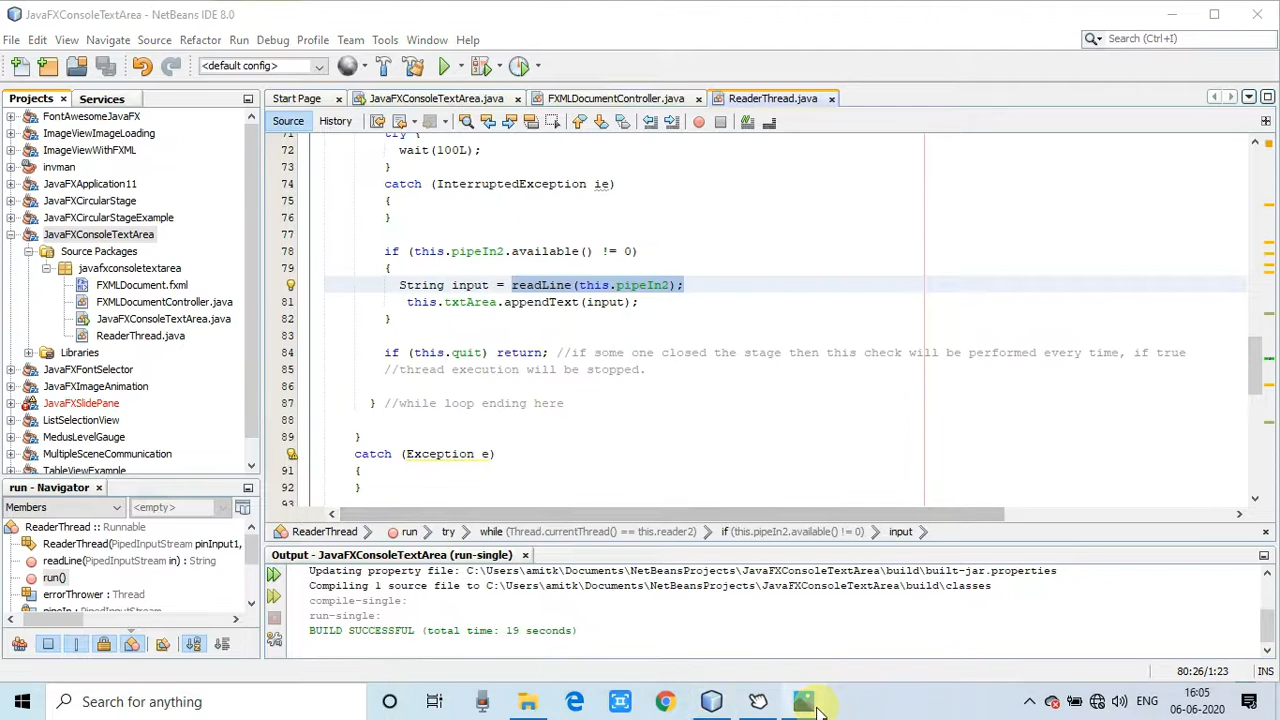 JavaFXConsoleTextArea - NetBeans IDE 8.0
File Edit View Navigate Source Refactor Run Debug Profile Team Tools Window Help
Search (Ctrl+I)
<default config>
Projects Services
Start Page JavaFXConsoleTextArea.java FXMLDocumentController.java ReaderThread.java
Source History
FontAwesomeJavaFX
ImageViewImageLoading
ImageViewWithFXML
invman
JavaFXApplication11
JavaFXCircularStage
JavaFXCircularStageExample
JavaFXConsoleTextArea
Source Packages
javafxconsoletextarea
FXMLDocument.fxml
FXMLDocumentController.java
JavaFXConsoleTextArea.java
ReaderThread.java
Libraries
JavaFXFontSelector
JavaFXImageAnimation
JavaFXSlidePane
ListSelectionView
MedusLevelGauge
MultipleSceneCommunication
TableViewExample
71 try {
72 wait(100L);
73 }
74 catch (InterruptedException ie)
75 {
76 }
77
78 if (this.pipeIn2.available() != 0)
79 {
String input = readLine(this.pipeIn2);
81 this.txtArea.appendText(input);
82 }
83
84 if (this.quit) return; //if some one closed the stage then this check will be performed every time, if true
85 //thread execution will be stopped.
86
87 } //while loop ending here
88
89 }
catch (Exception e)
91 {
92 }
93
ReaderThread run try while (Thread.currentThread() == this.reader2) if (this.pipeIn2.available() != 0) input
run - Navigator
Members <empty>
ReaderThread :: Runnable
ReaderThread(PipedInputStream pinInput1,
readLine(PipedInputStream in) : String
run()
errorThrower : Thread
Output - JavaFXConsoleTextArea (run-single)
Updating property file: C:\Users\amitk\Documents\NetBeansProjects\JavaFXConsoleTextArea\build\built-jar.properties
Compiling 1 source file to C:\Users\amitk\Documents\NetBeansProjects\JavaFXConsoleTextArea\build\classes
compile-single:
run-single:
BUILD SUCCESSFUL (total time: 19 seconds)
80:26/1:23 INS
Search for anything
ENG
16:05
06-06-2020